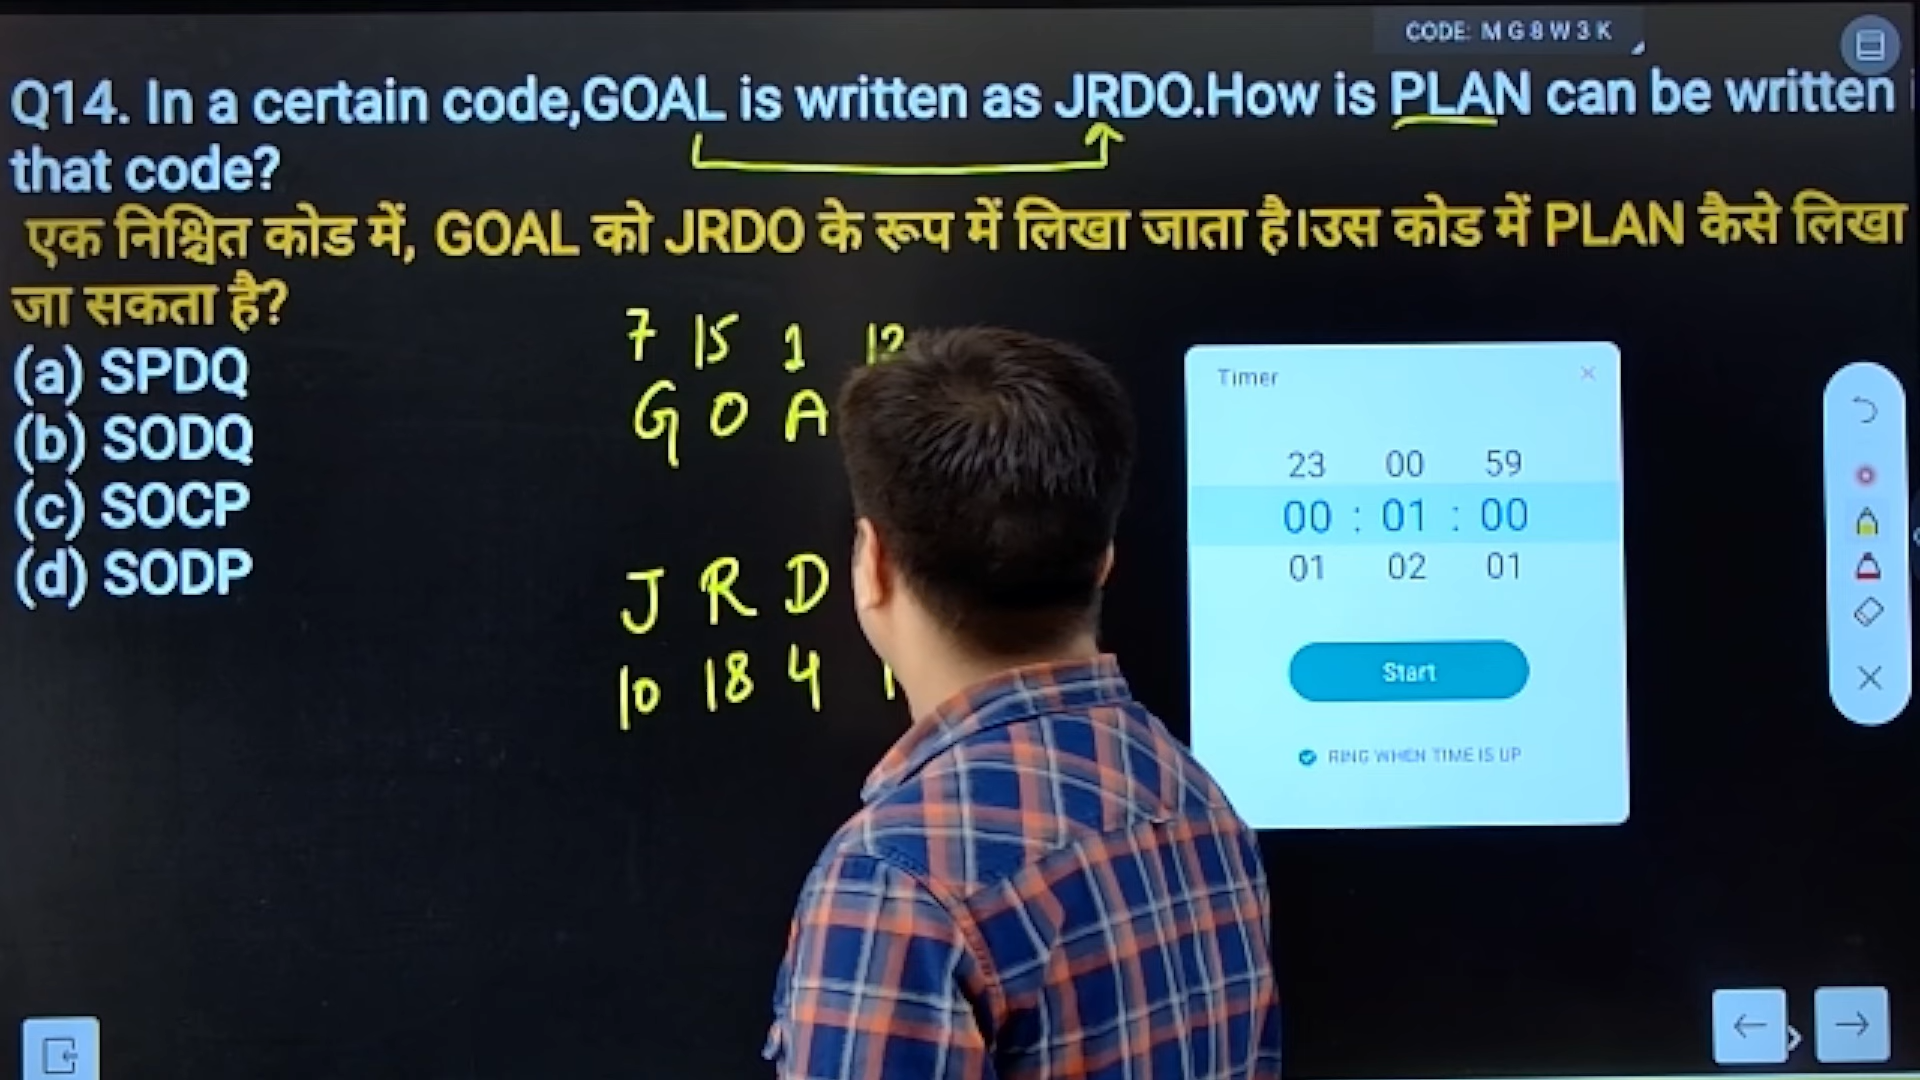 CODE: M G 8 W 3 K
Q14. In a certain code,GOAL is written as JRDO.How is PLAN can be written
that code?
एक निश्चित कोड में, GOAL को JRDO के रूप में लिखा जाता है।उस कोड में PLAN कैसे लिखा
जा सकता है?
(a) SPDQ
(b) SODQ
(c) SOCP
(d) SODP
7 15 1 12
G O A
J R D
10 18 4
Timer
23 00 59
00 : 01 : 00
01 02 01
Start
RING WHEN TIME IS UP